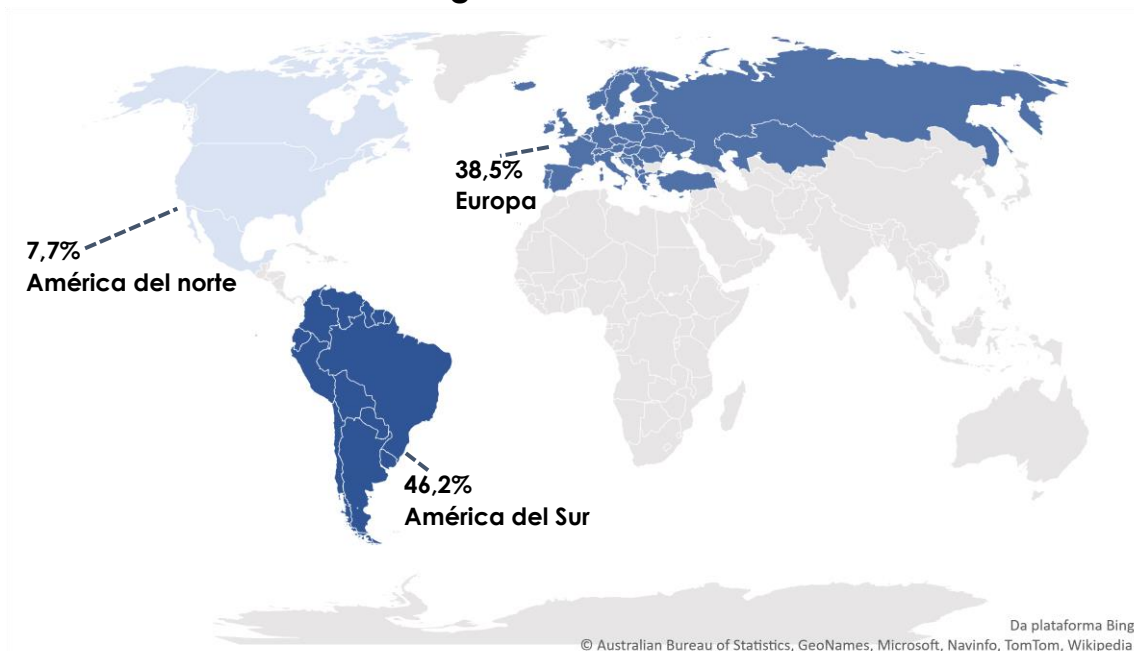 38,5%
Europa
7,7%
América del norte
46,2%
América del Sur
Da plataforma Bing
© Australian Bureau of Statistics, GeoNames, Microsoft, Navinfo, TomTom, Wikipedia